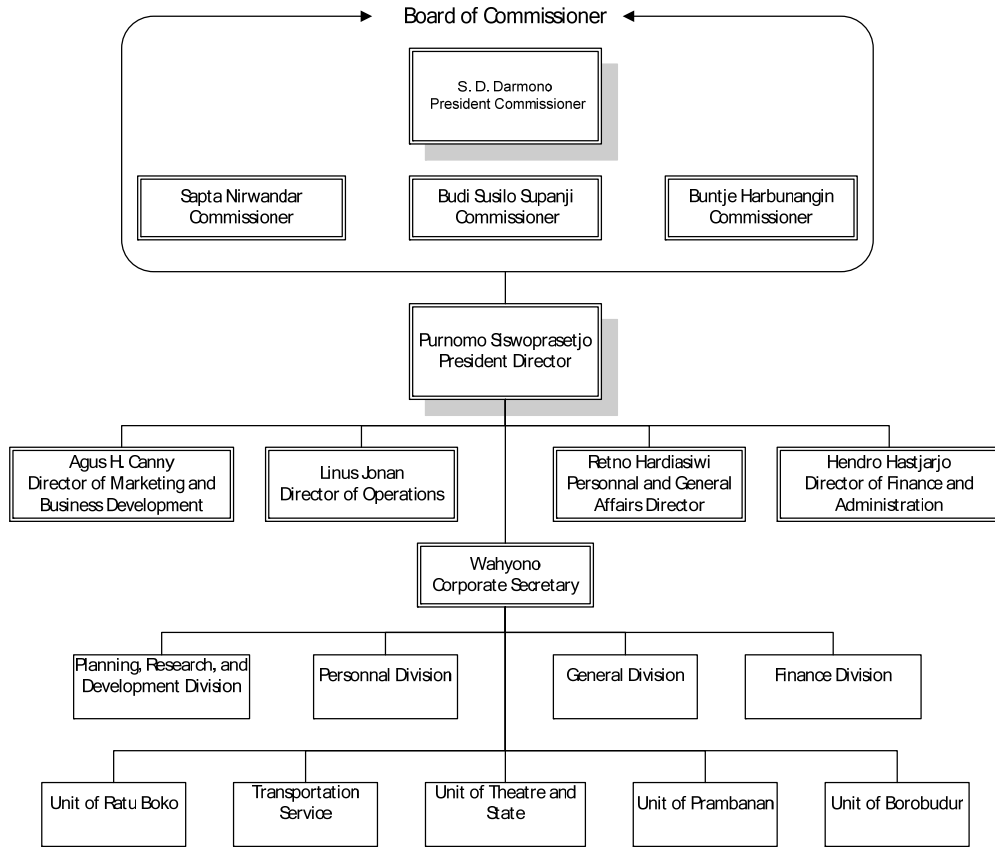 Board of Commissioner
S. D. Darmono
President Commissioner
Sapta Nirwandar
Commissioner
Budi Susilo Supanji
Commissioner
Buntje Harbunangin
Commissioner
Purnomo Siswoprasetjo
President Director
Agus H. Canny
Director of Marketing and
Business Development
Linus Jonan
Director of Operations
Retno Hardiasiwi
Personnal and General
Affairs Director
Hendro Hastjarjo
Director of Finance and
Administration
Wahyono
Corporate Secretary
Planning, Research, and
Development Division
Personnal Division
General Division
Finance Division
Unit of Ratu Boko
Transportation
Service
Unit of Theatre and
State
Unit of Prambanan
Unit of Borobudur